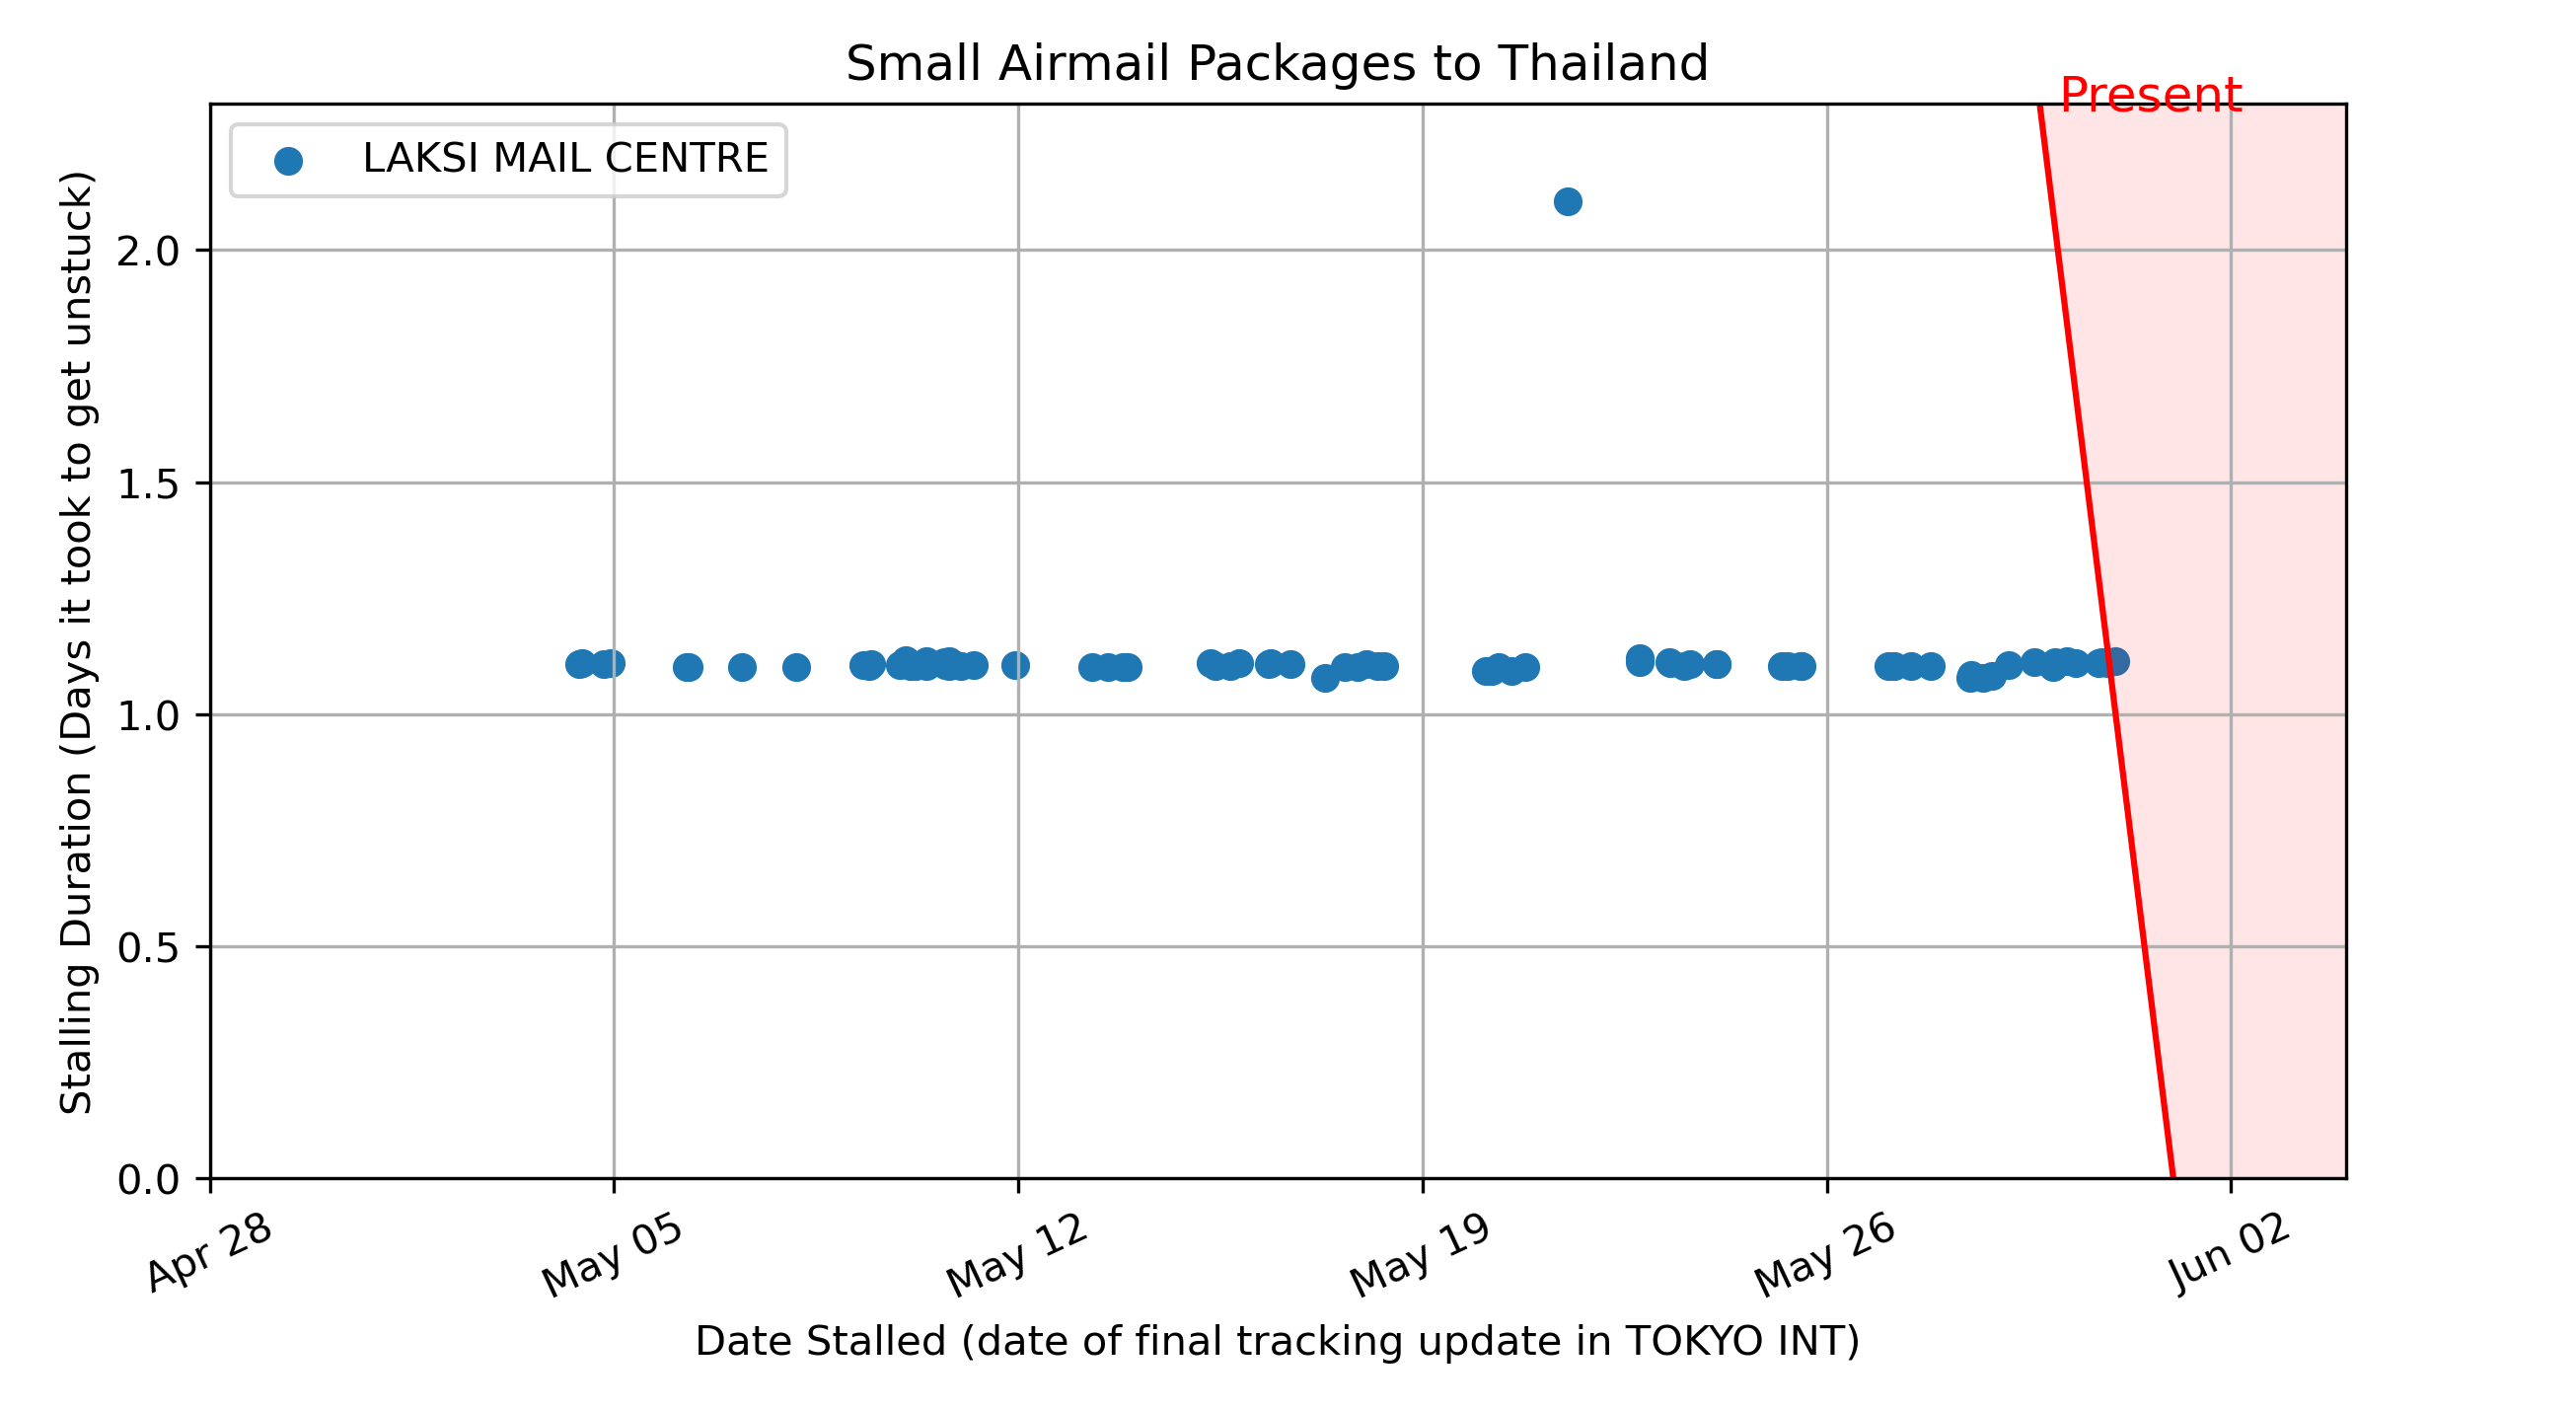 Small Airmail Packages to Thailand
Present
LAKSI MAIL CENTRE
Stalling Duration (Days it took to get unstuck)
2.0
1.5
1.0
0.5
0.0
Apr 28
May 05
May 12
May 19
May 26
Jun 02
Date Stalled (date of final tracking update in TOKYO INT)